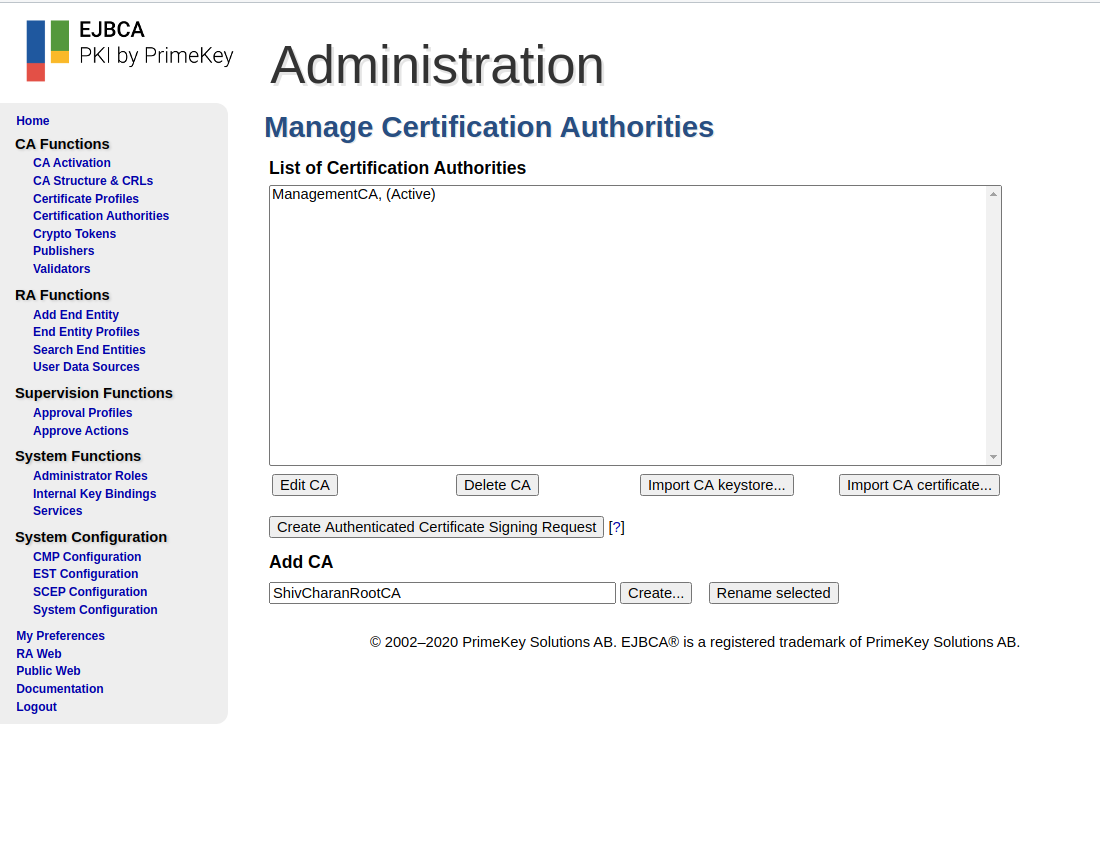 EJBCA
PKI by PrimeKey
Administration
Home
CA Functions
CA Activation
CA Structure & CRLs
Certificate Profiles
Certification Authorities
Crypto Tokens
Publishers
Validators
RA Functions
Add End Entity
End Entity Profiles
Search End Entities
User Data Sources
Supervision Functions
Approval Profiles
Approve Actions
System Functions
Administrator Roles
Internal Key Bindings
Services
System Configuration
CMP Configuration
EST Configuration
SCEP Configuration
System Configuration
My Preferences
RA Web
Public Web
Documentation
Logout
Manage Certification Authorities
List of Certification Authorities
ManagementCA, (Active)
Edit CA Delete CA Import CA keystore... Import CA certificate...
Create Authenticated Certificate Signing Request [?]
Add CA
ShivCharanRootCA Create... Rename selected
© 2002–2020 PrimeKey Solutions AB. EJBCA® is a registered trademark of PrimeKey Solutions AB.